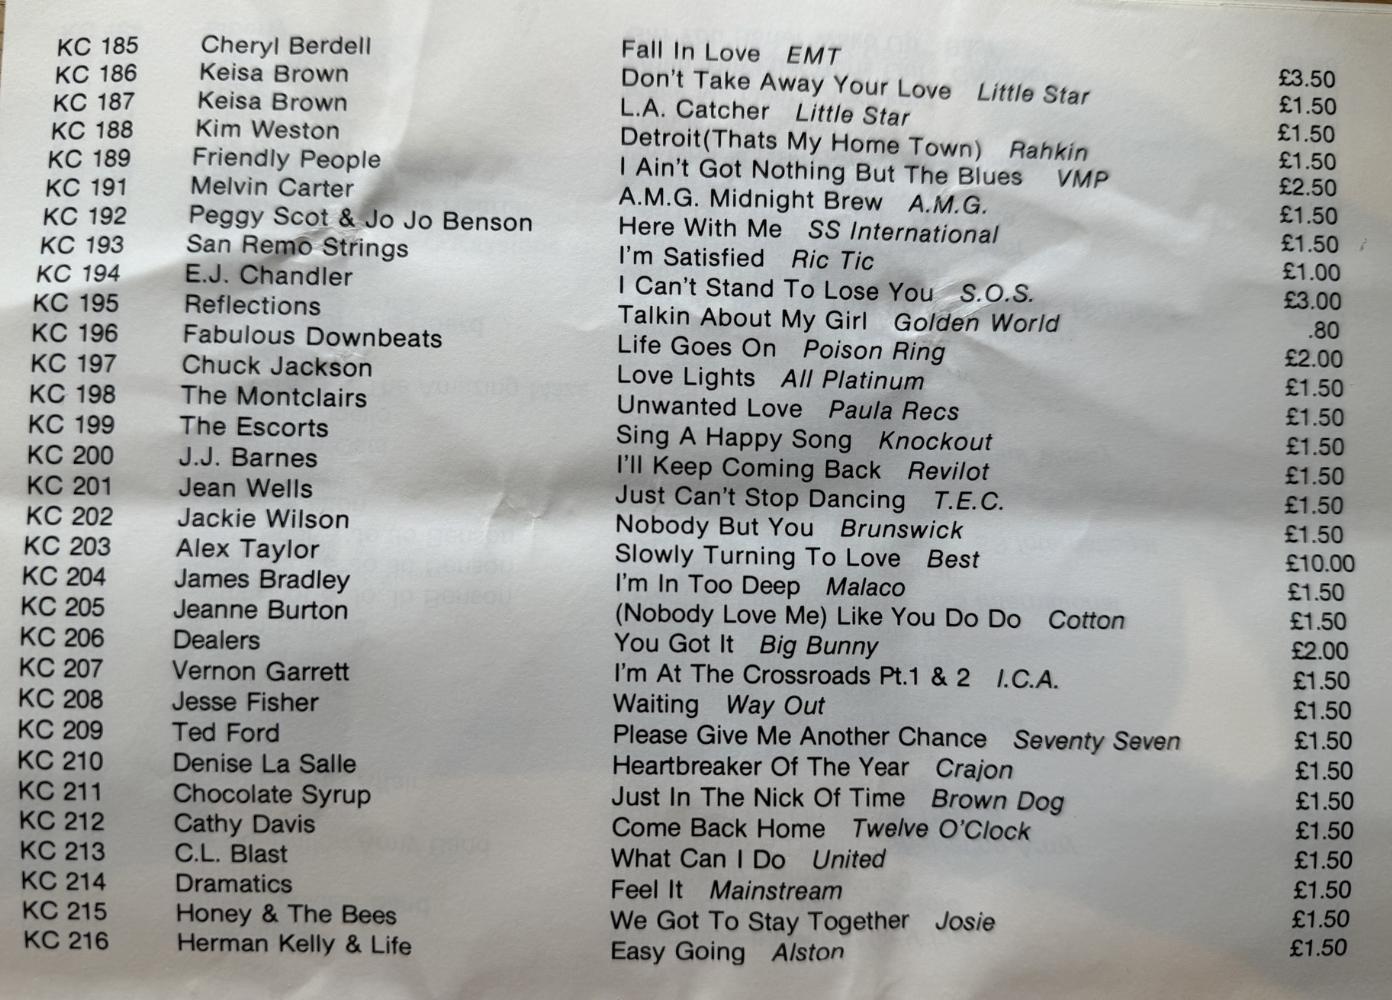 KC 185 Cheryl Berdell Fall In Love EMT £3.50
KC 186 Keisa Brown Don't Take Away Your Love Little Star £1.50
KC 187 Keisa Brown L.A. Catcher Little Star £1.50
KC 188 Kim Weston Detroit(Thats My Home Town) Rahkin £1.50
KC 189 Friendly People I Ain't Got Nothing But The Blues VMP £2.50
KC 191 Melvin Carter A.M.G. Midnight Brew A.M.G. £1.50
KC 192 Peggy Scot & Jo Jo Benson Here With Me SS International £1.50
KC 193 San Remo Strings I'm Satisfied Ric Tic £1.00
KC 194 E.J. Chandler I Can't Stand To Lose You S.O.S. £3.00
KC 195 Reflections Talkin About My Girl Golden World .80
KC 196 Fabulous Downbeats Life Goes On Poison Ring £2.00
KC 197 Chuck Jackson Love Lights All Platinum £1.50
KC 198 The Montclairs Unwanted Love Paula Recs £1.50
KC 199 The Escorts Sing A Happy Song Knockout £1.50
KC 200 J.J. Barnes I'll Keep Coming Back Revilot £1.50
KC 201 Jean Wells Just Can't Stop Dancing T.E.C. £1.50
KC 202 Jackie Wilson Nobody But You Brunswick £1.50
KC 203 Alex Taylor Slowly Turning To Love Best £10.00
KC 204 James Bradley I'm In Too Deep Malaco £1.50
KC 205 Jeanne Burton (Nobody Love Me) Like You Do Do Cotton £1.50
KC 206 Dealers You Got It Big Bunny £2.00
KC 207 Vernon Garrett I'm At The Crossroads Pt.1 & 2 I.C.A. £1.50
KC 208 Jesse Fisher Waiting Way Out £1.50
KC 209 Ted Ford Please Give Me Another Chance Seventy Seven £1.50
KC 210 Denise La Salle Heartbreaker Of The Year Crajon £1.50
KC 211 Chocolate Syrup Just In The Nick Of Time Brown Dog £1.50
KC 212 Cathy Davis Come Back Home Twelve O'Clock £1.50
KC 213 C.L. Blast What Can I Do United £1.50
KC 214 Dramatics Feel It Mainstream £1.50
KC 215 Honey & The Bees We Got To Stay Together Josie £1.50
KC 216 Herman Kelly & Life Easy Going Alston £1.50